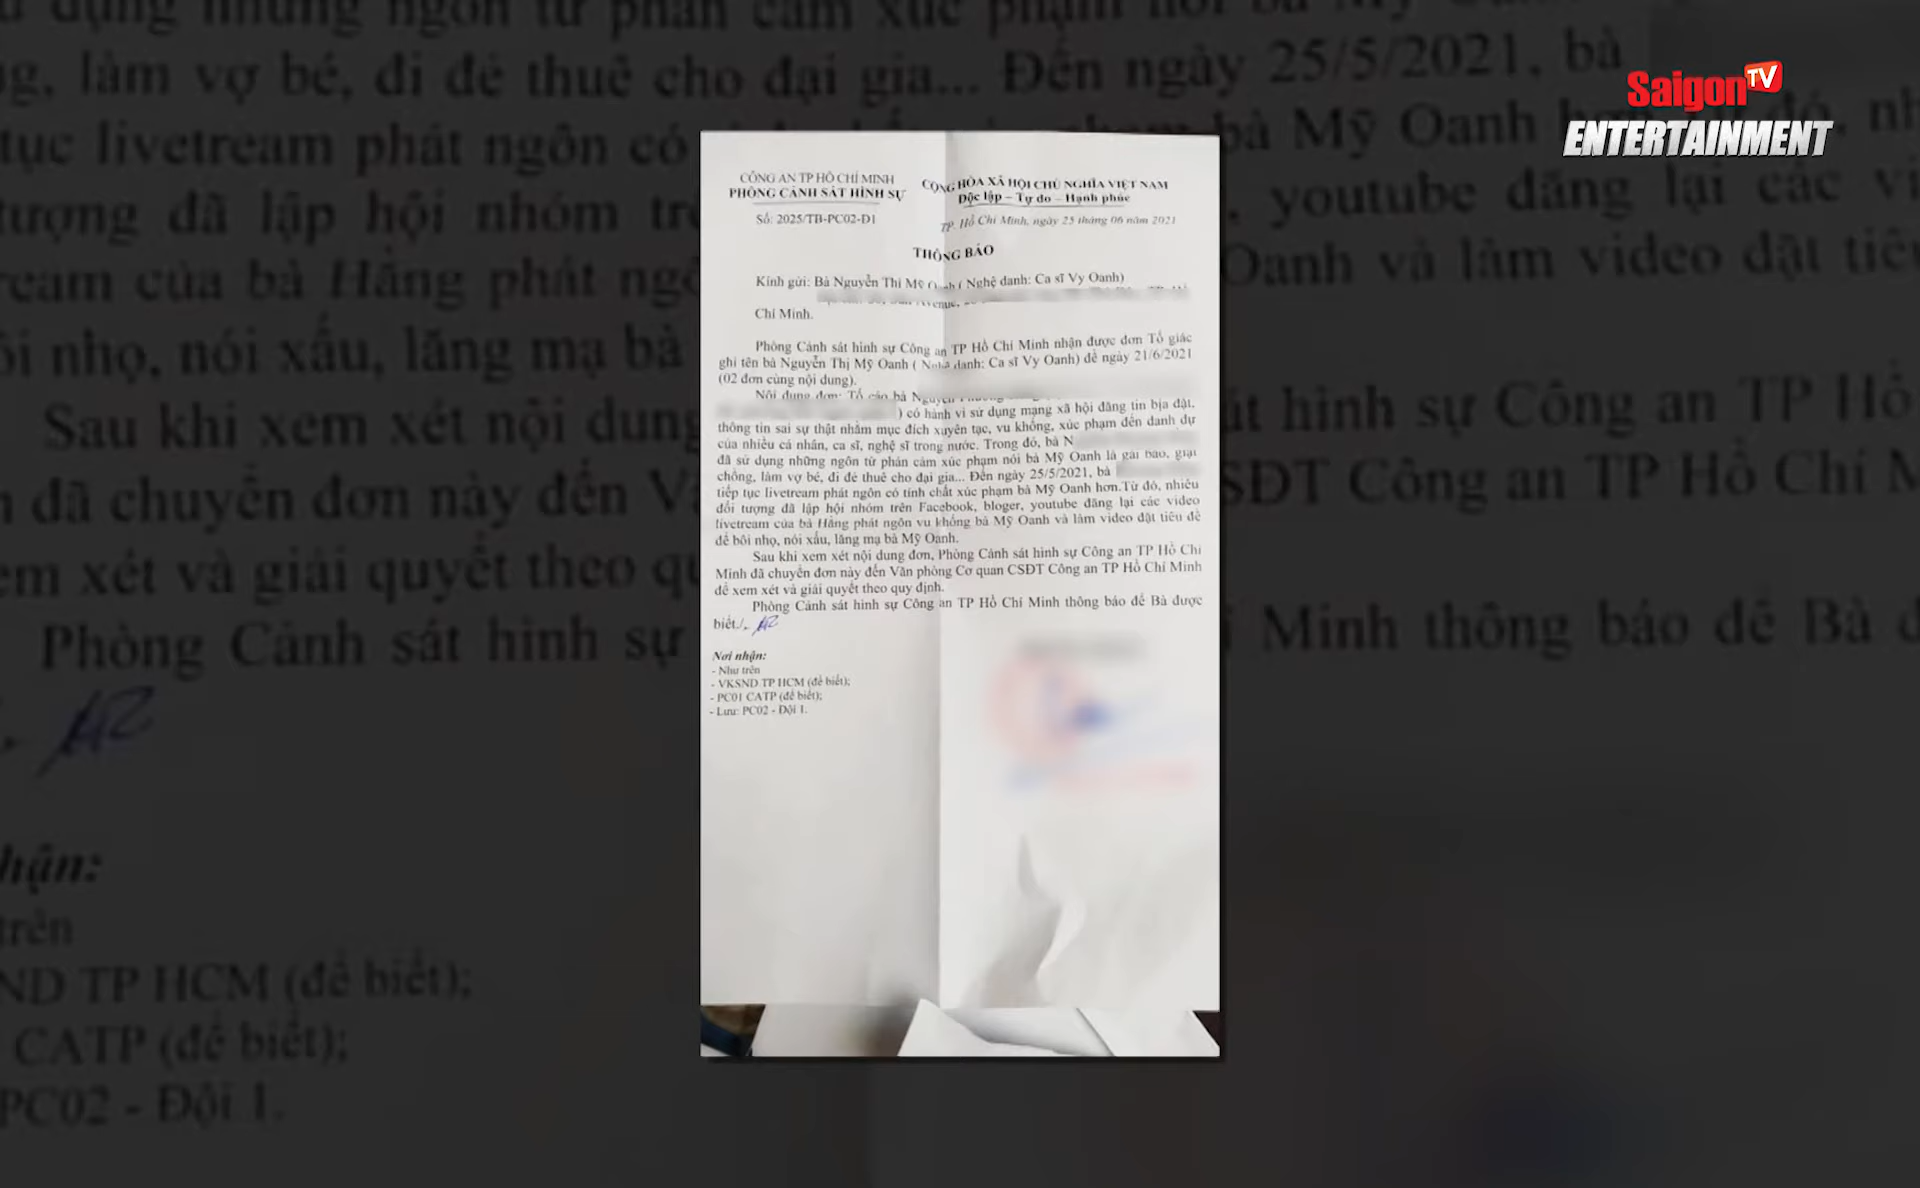 Saigon TV
ENTERTAINMENT
CÔNG AN TP HỒ CHÍ MINH
PHÒNG CẢNH SÁT HÌNH SỰ
Số: 2025/TB-PC02-Đ1
CỘNG HÒA XÃ HỘI CHỦ NGHĨA VIỆT NAM
Độc lập – Tự do – Hạnh phúc
TP. Hồ Chí Minh, ngày 25 tháng 06 năm 2021
THÔNG BÁO
Kính gửi: Bà Nguyễn Thị Mỹ Oanh ( Nghệ danh: Ca sĩ Vy Oanh)
Chí Minh.
Phòng Cảnh sát hình sự Công an TP Hồ Chí Minh nhận được đơn Tố giác
ghi tên bà Nguyễn Thị Mỹ Oanh ( Nghệ danh: Ca sĩ Vy Oanh) đề ngày 21/6/2021
(02 đơn cùng nội dung).
Nội dung đơn: Tố cáo bà Nguyễn
) có hành vi sử dụng mạng xã hội đăng tin bịa đặt,
thông tin sai sự thật nhằm mục đích xuyên tạc, vu khống, xúc phạm đến danh dự
của nhiều cá nhân, ca sĩ, nghệ sĩ trong nước. Trong đó, bà N
đã sử dụng những ngôn từ phản cảm xúc phạm nói bà Mỹ Oanh là gái bao, giật
chồng, làm vợ bé, đi đẻ thuê cho đại gia... Đến ngày 25/5/2021, bà
tiếp tục livetream phát ngôn có tính chất xúc phạm bà Mỹ Oanh hơn.Từ đó, nhiều
đối tượng đã lập hội nhóm trên Facebook, bloger, youtube đăng lại các video
livetream của bà Hằng phát ngôn vu khống bà Mỹ Oanh và làm video đặt tiêu đề
để bôi nhọ, nói xấu, lăng mạ bà Mỹ Oanh.
Sau khi xem xét nội dung đơn, Phòng Cảnh sát hình sự Công an TP Hồ Chí
Minh đã chuyển đơn này đến Văn phòng Cơ quan CSĐT Công an TP Hồ Chí Minh
để xem xét và giải quyết theo quy định.
Phòng Cảnh sát hình sự Công an TP Hồ Chí Minh thông báo để Bà được
biết./.
Nơi nhận:
- Như trên
- VKSND TP HCM (để biết);
- PC01 CATP (để biết);
- Lưu: PC02 - Đội 1.